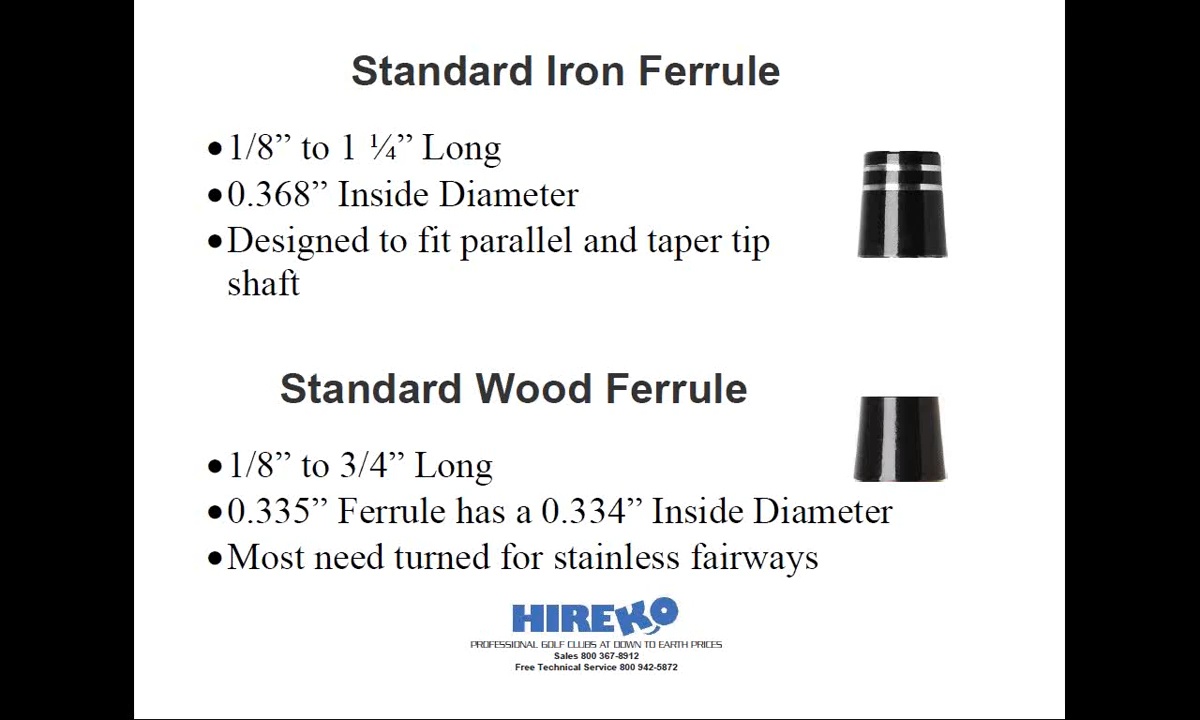 Standard Iron Ferrule
•1/8” to 1 ¼” Long
•0.368” Inside Diameter
•Designed to fit parallel and taper tip
shaft
Standard Wood Ferrule
•1/8” to 3/4” Long
•0.335” Ferrule has a 0.334” Inside Diameter
•Most need turned for stainless fairways
HIREKO
PROFESSIONAL GOLF CLUBS AT DOWN TO EARTH PRICES
Sales 800 367-8912
Free Technical Service 800 942-5872